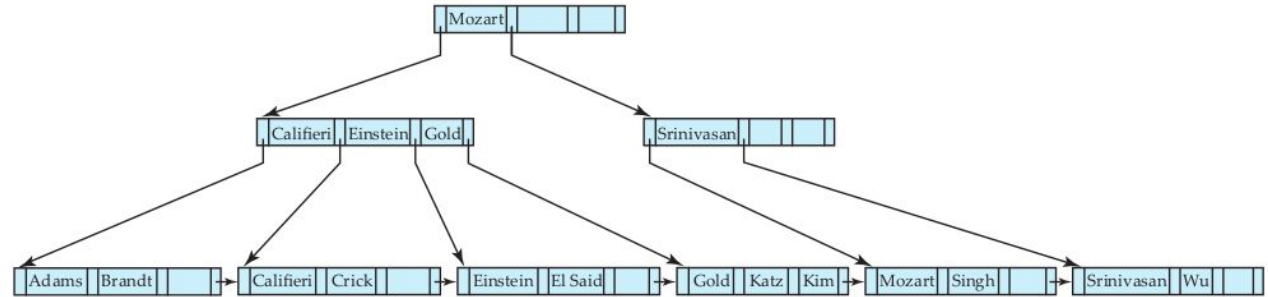 Mozart
Califieri Einstein Gold Srinivasan
Adams Brandt Califieri Crick Einstein El Said Gold Katz Kim Mozart Singh Srinivasan Wu